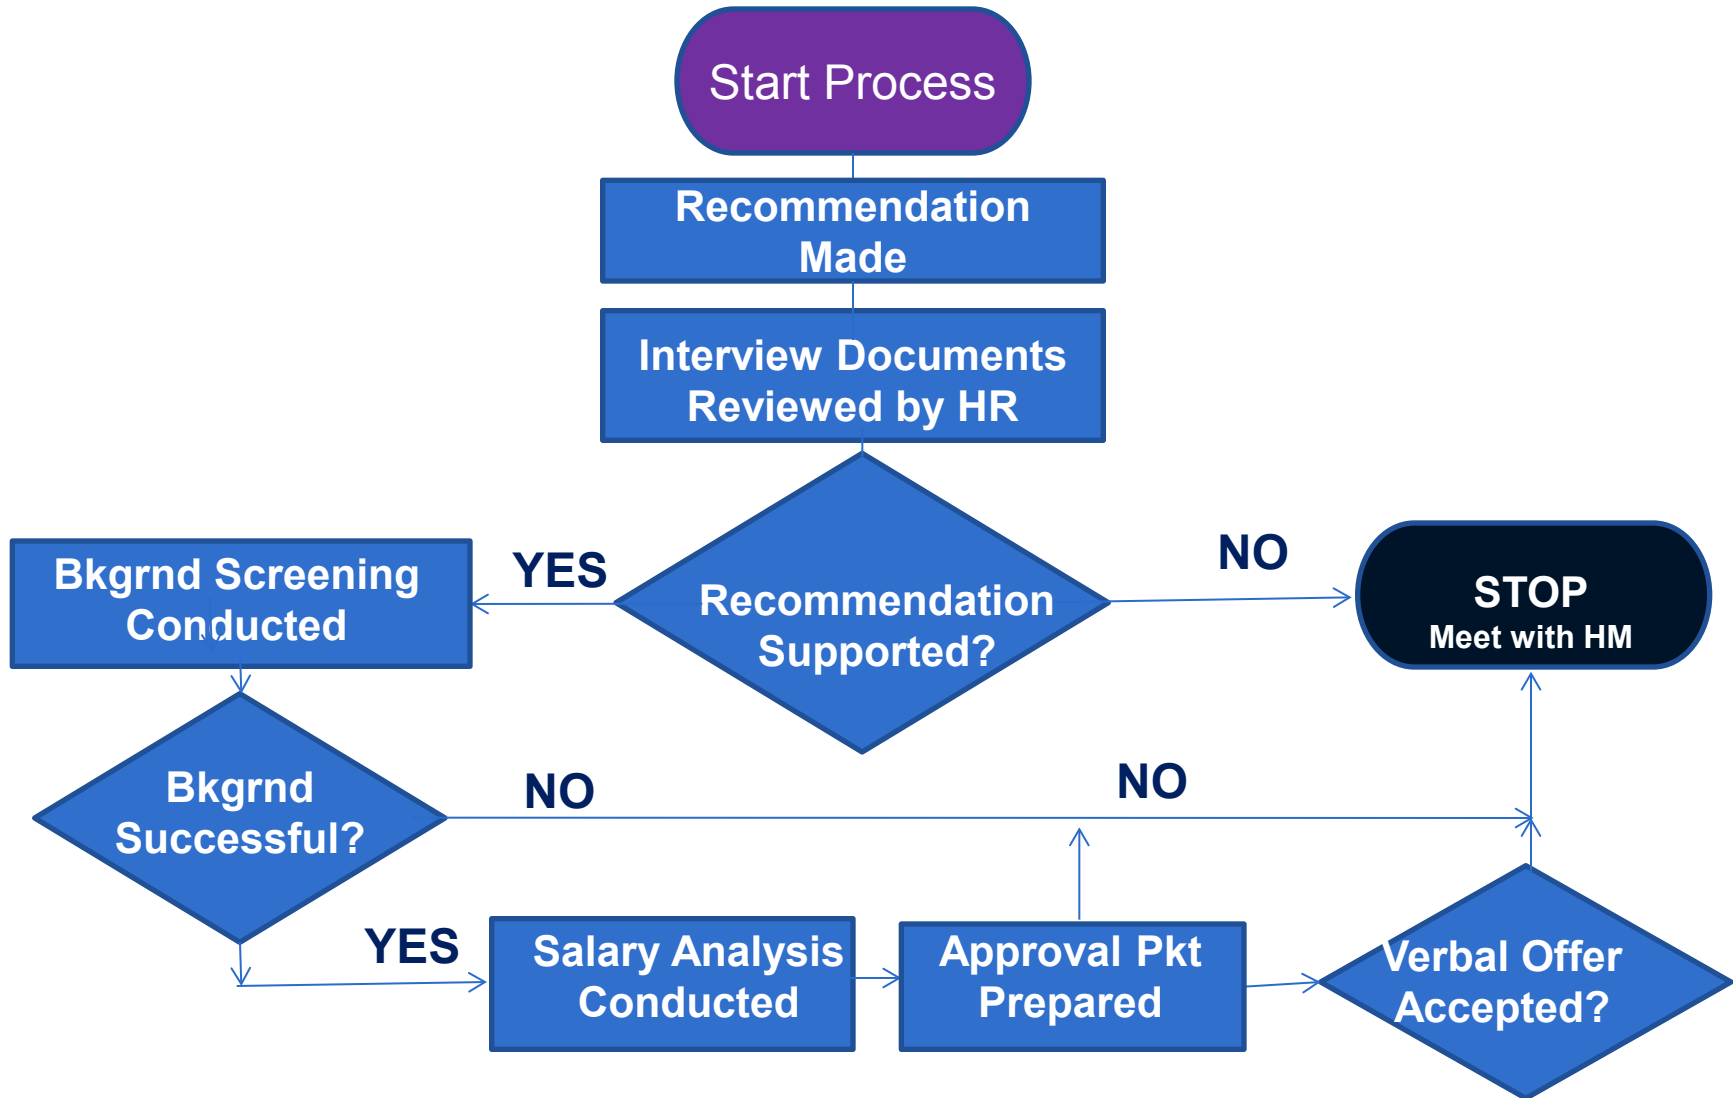 Start Process
Recommendation
Made
Interview Documents
Reviewed by HR
Recommendation
Supported?
YES
NO
Bkgrnd Screening
Conducted
STOP
Meet with HM
Bkgrnd
Successful?
NO
NO
YES
Salary Analysis
Conducted
Approval Pkt
Prepared
Verbal Offer
Accepted?